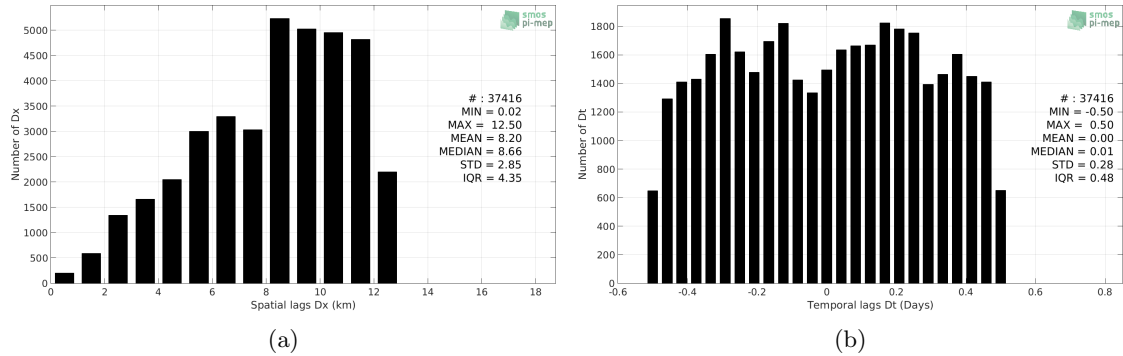 smos
pi-mep
5000
4500
4000
3500
3000
2500
2000
1500
1000
500
0
Number of Dx
# : 37416
MIN = 0.02
MAX = 12.50
MEAN = 8.20
MEDIAN = 8.66
STD = 2.85
IQR = 4.35
0 2 4 6 8 10 12 14 16 18
Spatial lags Dx (km)
(a)
smos
pi-mep
1800
1600
1400
1200
1000
800
600
400
200
0
Number of Dt
# : 37416
MIN = -0.50
MAX = 0.50
MEAN = 0.00
MEDIAN = 0.01
STD = 0.28
IQR = 0.48
-0.6 -0.4 -0.2 0 0.2 0.4 0.6 0.8
Temporal lags Dt (Days)
(b)